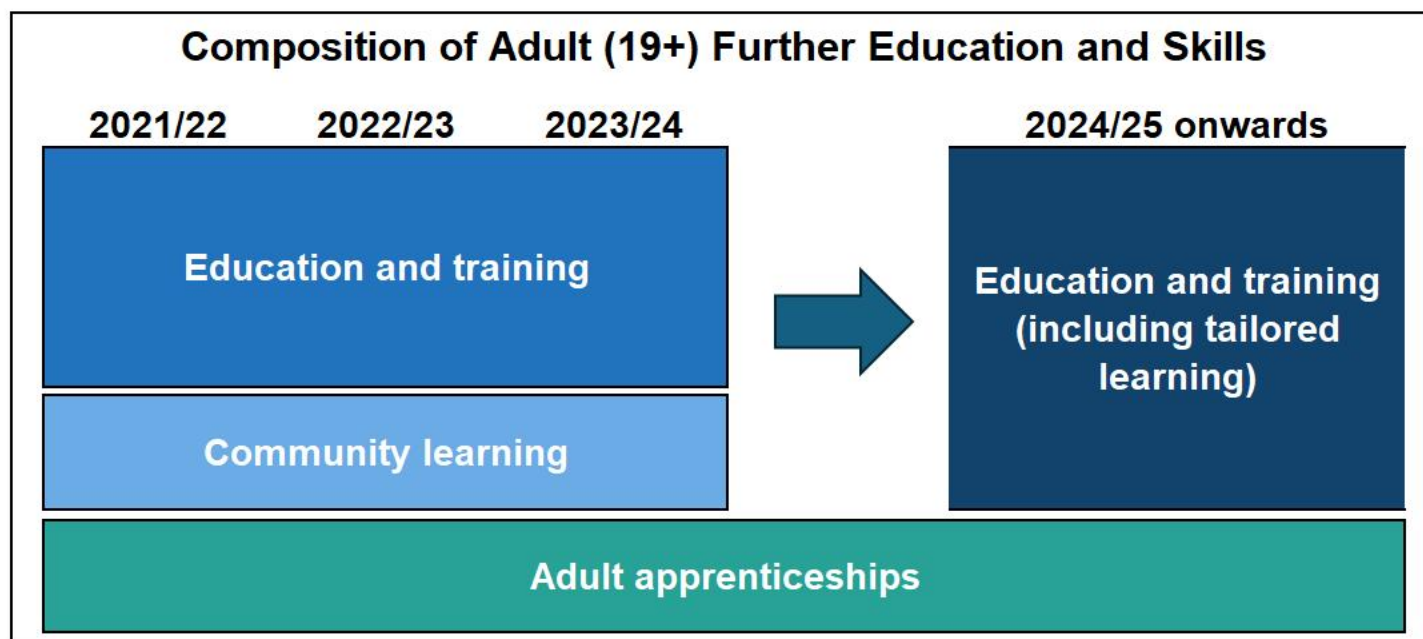 Composition of Adult (19+) Further Education and Skills
2021/22 2022/23 2023/24 2024/25 onwards
Education and training
Community learning
Education and training
(including tailored
learning)
Adult apprenticeships